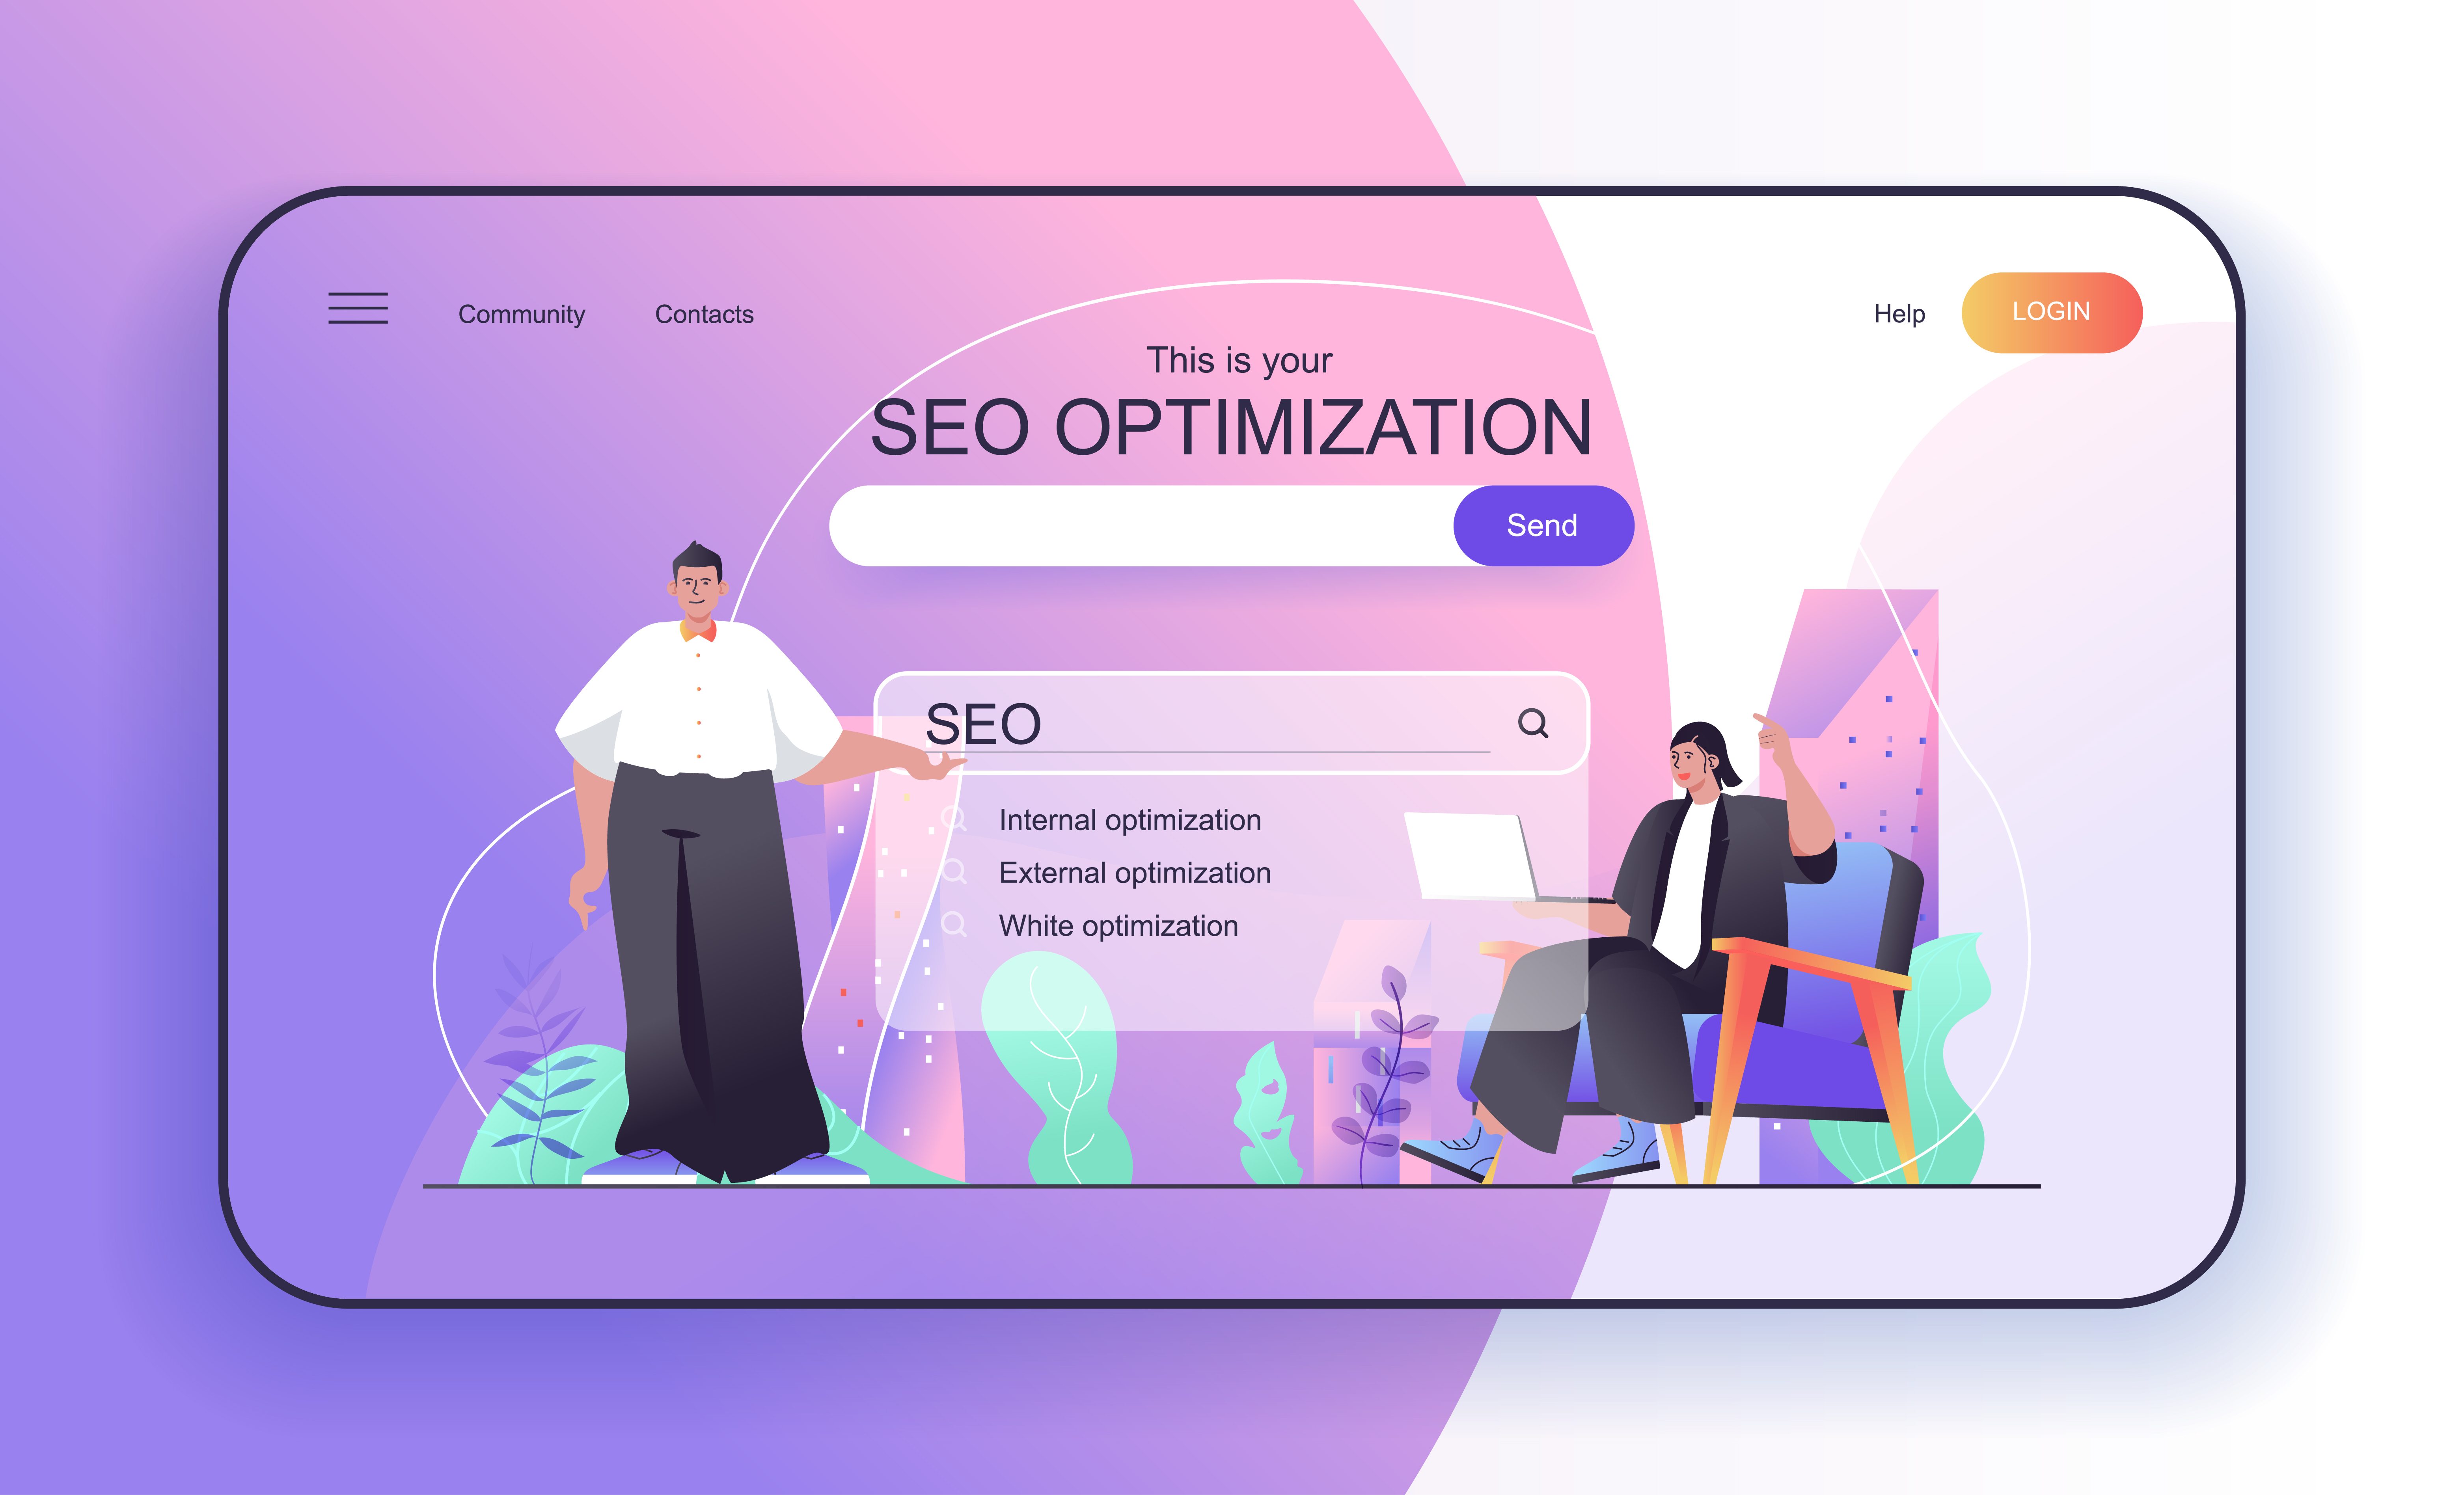 Community Contacts Help LOGIN
This is your
SEO OPTIMIZATION
Send
SEO
Internal optimization
External optimization
White optimization